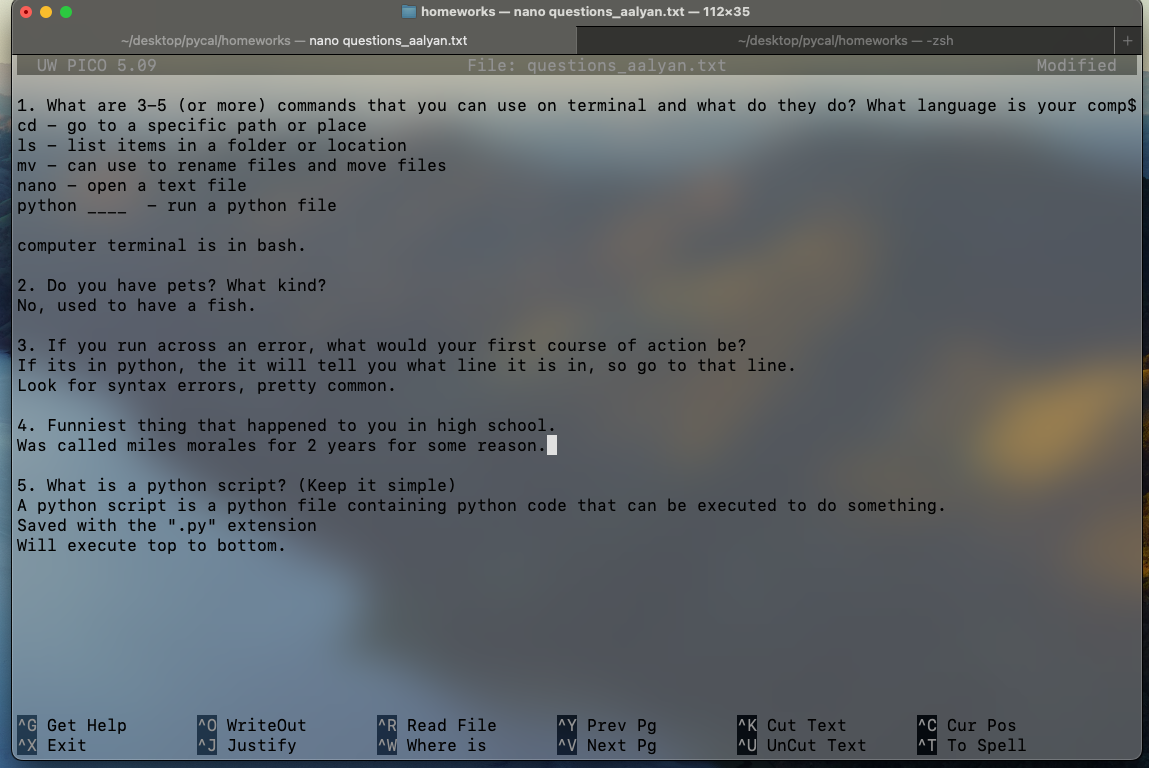 homeworks — nano questions_aalyan.txt — 112×35
~/desktop/pycal/homeworks — nano questions_aalyan.txt
~/desktop/pycal/homeworks — -zsh
+
UW PICO 5.09 File: questions_aalyan.txt Modified
1. What are 3-5 (or more) commands that you can use on terminal and what do they do? What language is your comp$
cd - go to a specific path or place
ls - list items in a folder or location
mv - can use to rename files and move files
nano - open a text file
python ____  - run a python file
computer terminal is in bash.
2. Do you have pets? What kind?
No, used to have a fish.
3. If you run across an error, what would your first course of action be?
If its in python, the it will tell you what line it is in, so go to that line.
Look for syntax errors, pretty common.
4. Funniest thing that happened to you in high school.
Was called miles morales for 2 years for some reason.
5. What is a python script? (Keep it simple)
A python script is a python file containing python code that can be executed to do something.
Saved with the ".py" extension
Will execute top to bottom.
^G Get Help ^O WriteOut ^R Read File ^Y Prev Pg ^K Cut Text ^C Cur Pos
^X Exit ^J Justify ^W Where is ^V Next Pg ^U UnCut Text ^T To Spell